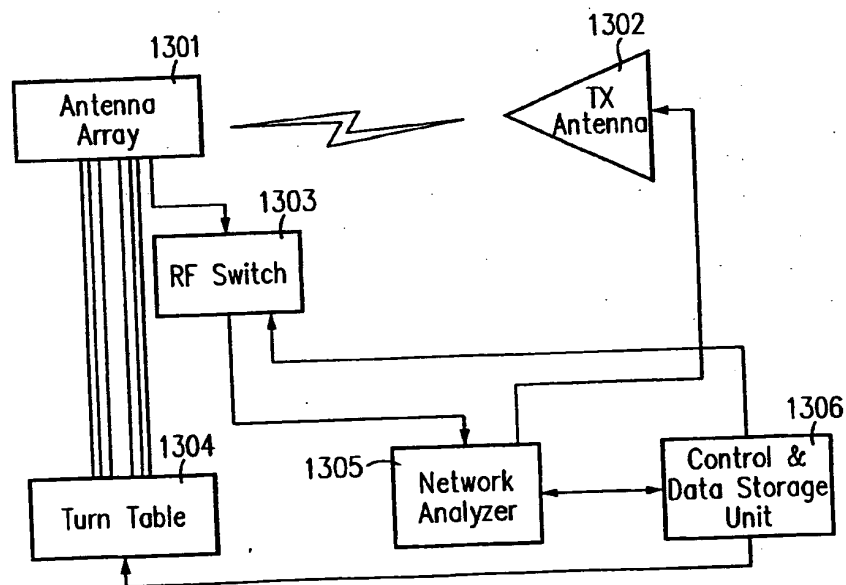 1301
Antenna
Array
1302
TX
Antenna
1303
RF Switch
1304
Turn Table
1305
Network
Analyzer
1306
Control &
Data Storage
Unit